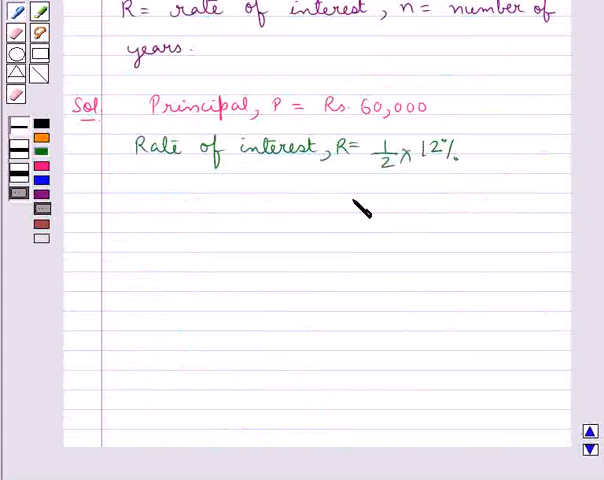 R = rate of interest, n = number of
years.
Sol. Principal, P = Rs. 60,000
Rate of interest, R = 1/2 × 12%